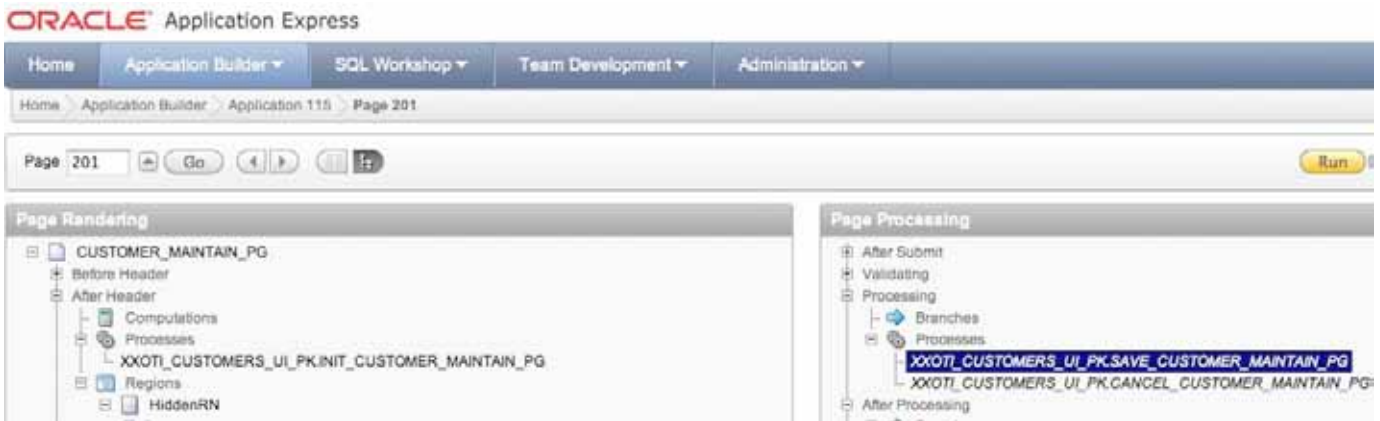 ORACLE Application Express
Home Application Builder SQL Workshop Team Development Administration
Home Application Builder Application 115 Page 201
Page 201 Go Run
Page Rendering
CUSTOMER_MAINTAIN_PG
Before Header
After Header
Computations
Processes
XXOTI_CUSTOMERS_UI_PK.INIT_CUSTOMER_MAINTAIN_PG
Regions
HiddenRN
Page Processing
After Submit
Validating
Processing
Branches
Processes
XXOTI_CUSTOMERS_UI_PK.SAVE_CUSTOMER_MAINTAIN_PG
XXOTI_CUSTOMERS_UI_PK.CANCEL_CUSTOMER_MAINTAIN_PG
After Processing